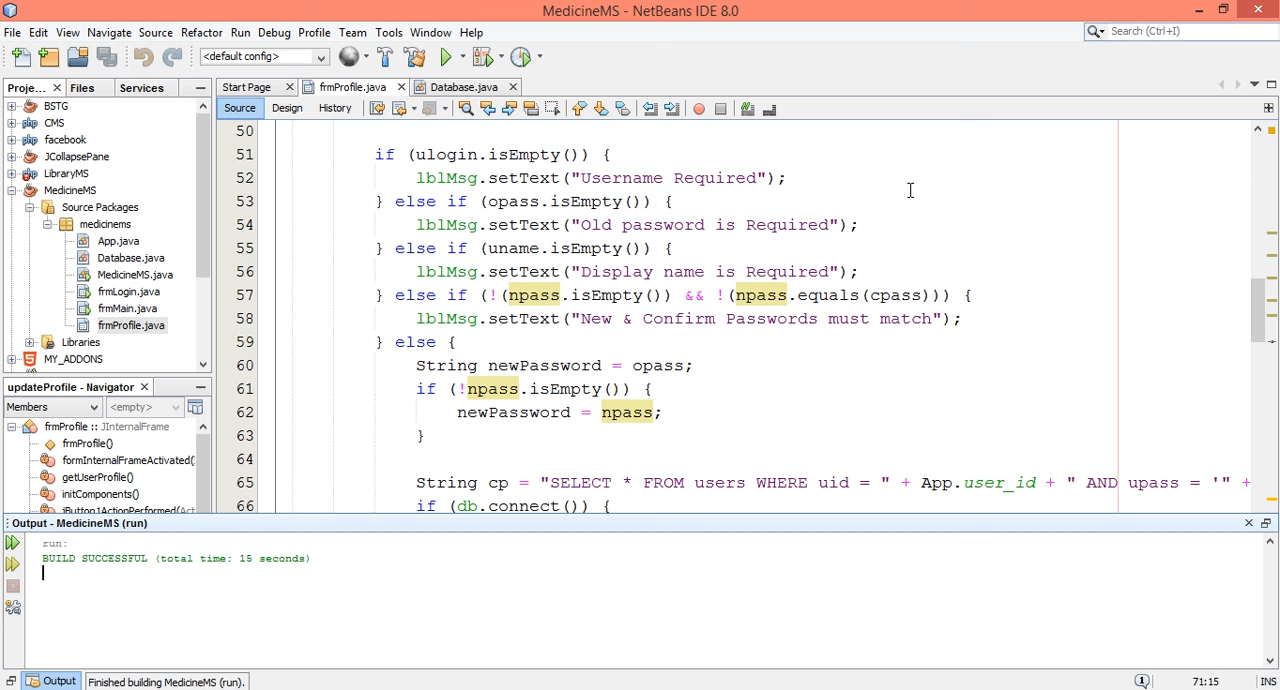 MedicineMS - NetBeans IDE 8.0
File Edit View Navigate Source Refactor Run Debug Profile Team Tools Window Help
Search (Ctrl+I)
<default config>
Proje... Files Services
Start Page frmProfile.java Database.java
Source Design History
BSTG
CMS
facebook
JCollapsePane
LibraryMS
MedicineMS
Source Packages
medicinems
App.java
Database.java
MedicineMS.java
frmLogin.java
frmMain.java
frmProfile.java
Libraries
MY_ADDONS
updateProfile - Navigator
Members <empty>
frmProfile :: JInternalFrame
frmProfile()
formInternalFrameActivated(
getUserProfile()
initComponents()
jButton1ActionPerformed(Act
50
51 if (ulogin.isEmpty()) {
52 lblMsg.setText("Username Required");
53 } else if (opass.isEmpty()) {
54 lblMsg.setText("Old password is Required");
55 } else if (uname.isEmpty()) {
56 lblMsg.setText("Display name is Required");
57 } else if (!(npass.isEmpty()) && !(npass.equals(cpass))) {
58 lblMsg.setText("New & Confirm Passwords must match");
59 } else {
60 String newPassword = opass;
61 if (!npass.isEmpty()) {
62 newPassword = npass;
63 }
64
65 String cp = "SELECT * FROM users WHERE uid = " + App.user_id + " AND upass = '" +
66 if (db.connect()) {
Output - MedicineMS (run)
run:
BUILD SUCCESSFUL (total time: 15 seconds)
Output Finished building MedicineMS (run). 1 71:15 INS